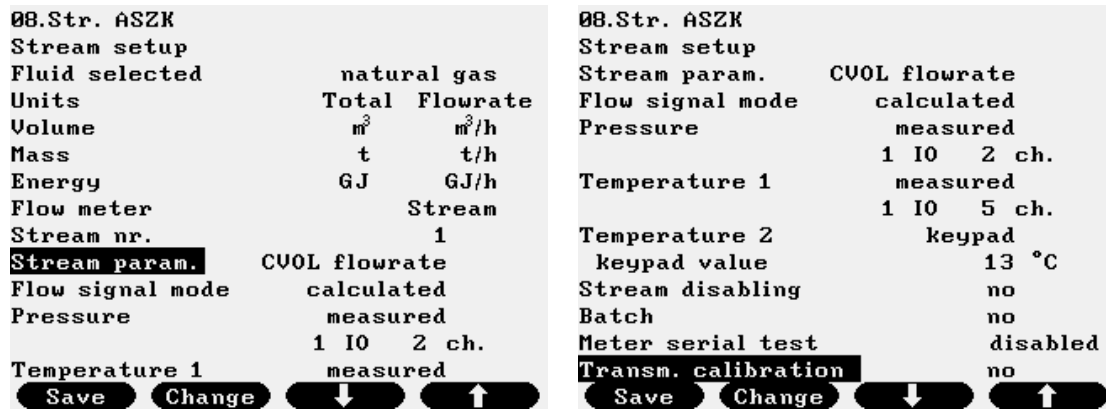 08.Str. ASZK
Stream setup
Fluid selected natural gas
Units Total Flowrate
Volume m³ m³/h
Mass t t/h
Energy GJ GJ/h
Flow meter Stream
Stream nr. 1
Stream param. CVOL flowrate
Flow signal mode calculated
Pressure measured
1 IO 2 ch.
Temperature 1 measured
Save Change ↓ ↑
08.Str. ASZK
Stream setup
Stream param. CVOL flowrate
Flow signal mode calculated
Pressure measured
1 IO 2 ch.
Temperature 1 measured
1 IO 5 ch.
Temperature 2 keypad
keypad value 13 °C
Stream disabling no
Batch no
Meter serial test disabled
Transm. calibration no
Save Change ↓ ↑